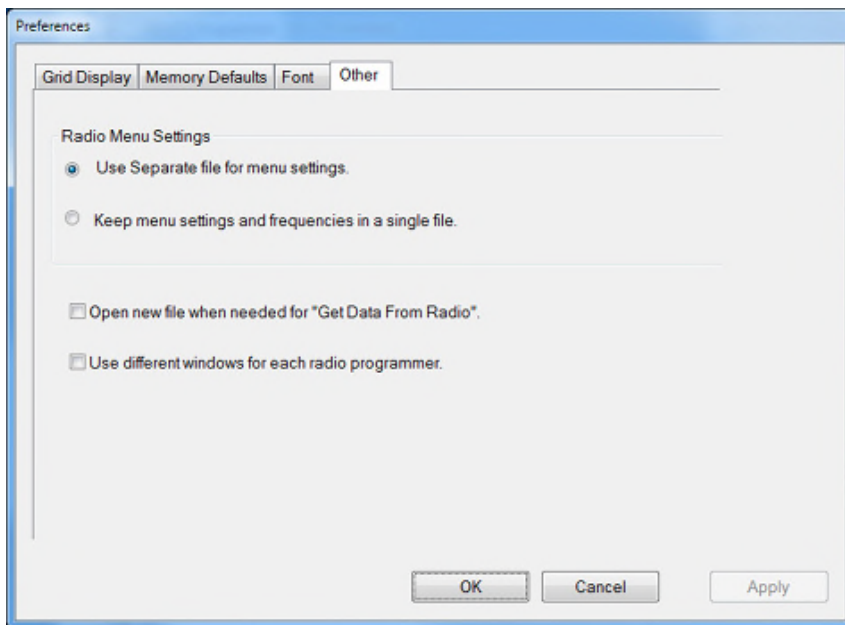 Preferences
Grid Display Memory Defaults Font Other
Radio Menu Settings
Use Separate file for menu settings.
Keep menu settings and frequencies in a single file.
Open new file when needed for "Get Data From Radio".
Use different windows for each radio programmer.
OK Cancel Apply